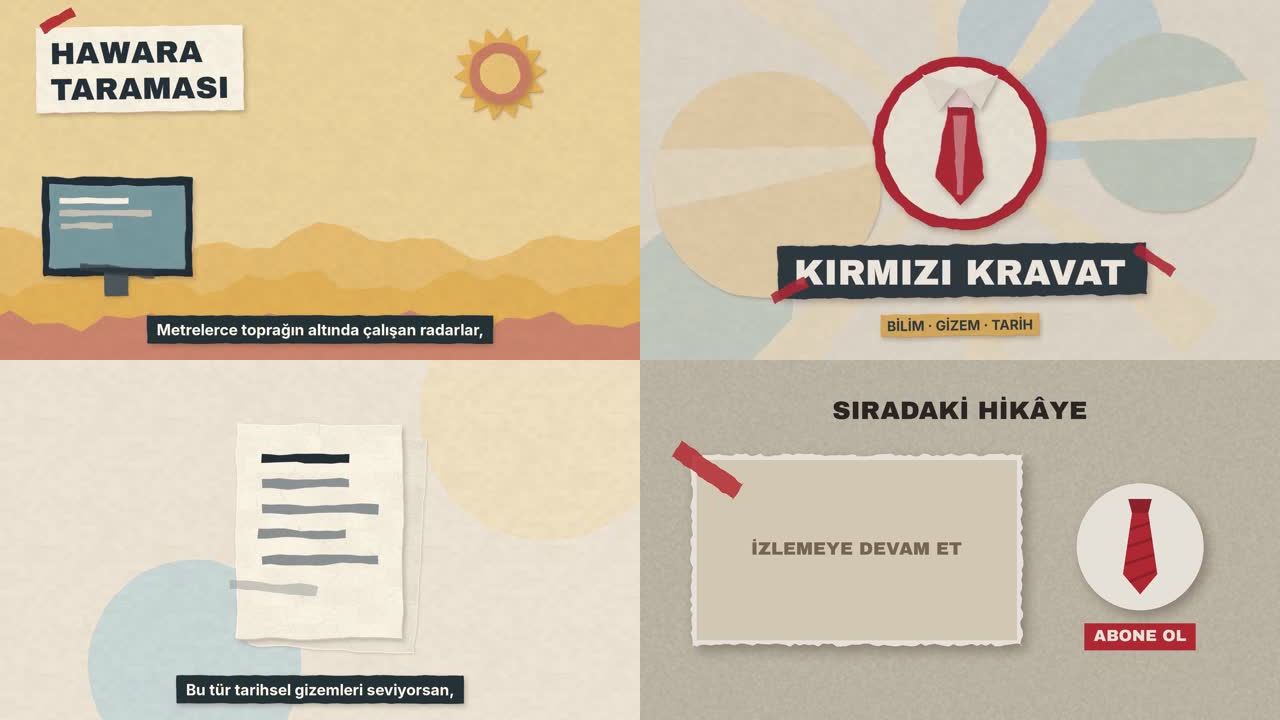 HAWARA
TARAMASI
Metrelerce toprağın altında çalışan radarlar,
KIRMIZI KRAVAT
BİLİM · GİZEM · TARİH
Bu tür tarihsel gizemleri seviyorsan,
SIRADAKİ HİKÂYE
İZLEMEYE DEVAM ET
ABONE OL